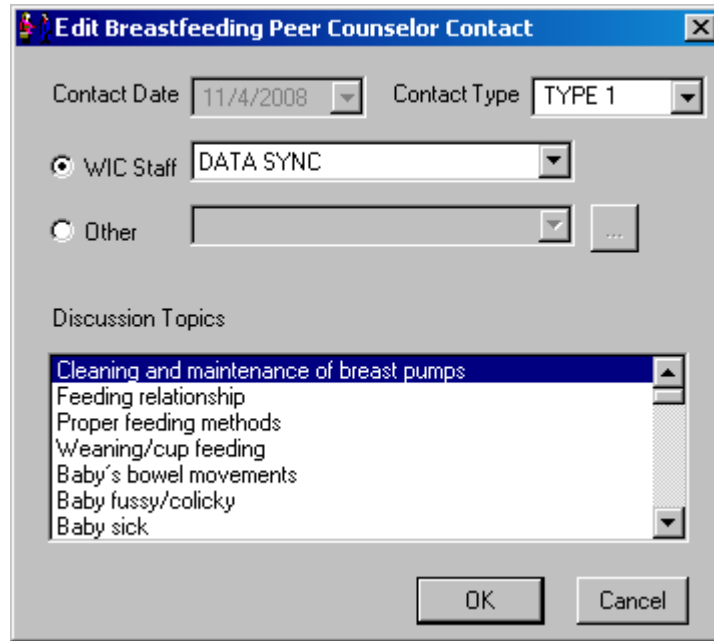 Edit Breastfeeding Peer Counselor Contact
Contact Date 11/4/2008 Contact Type TYPE 1
WIC Staff DATA SYNC
Other ...
Discussion Topics
Cleaning and maintenance of breast pumps
Feeding relationship
Proper feeding methods
Weaning/cup feeding
Baby´s bowel movements
Baby fussy/colicky
Baby sick
OK Cancel